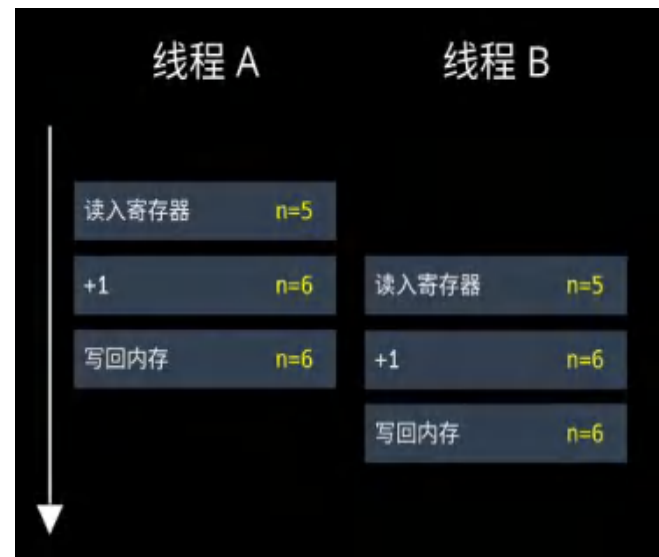 线程 A 线程 B
读入寄存器 n=5
+1 n=6 读入寄存器 n=5
写回内存 n=6 +1 n=6
写回内存 n=6